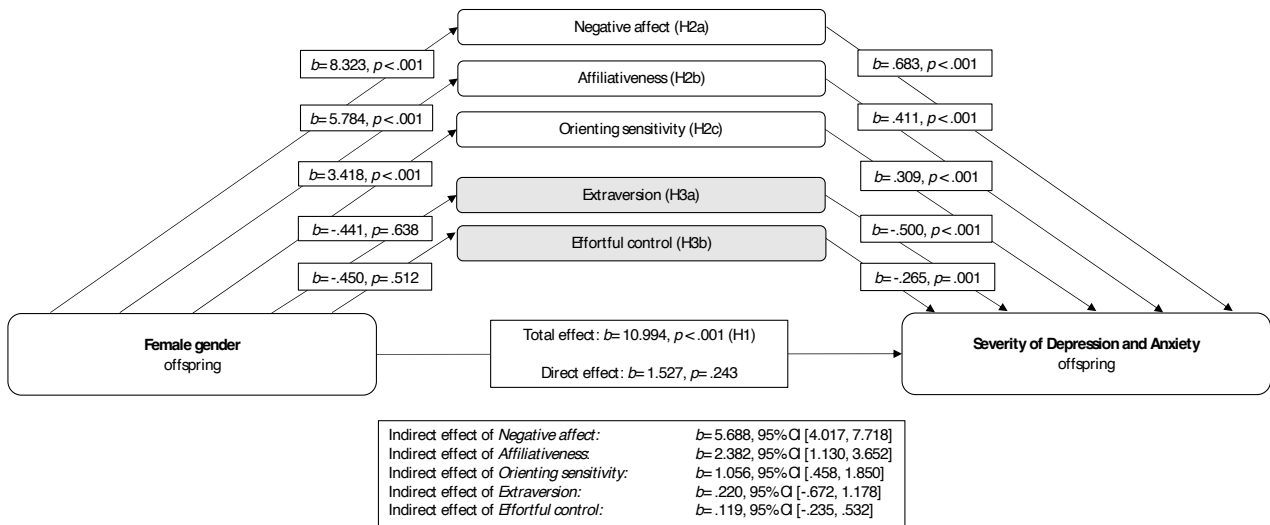 Negative affect (H2a)
b= 8.323, p< .001
b= .683, p< .001
Affiliativeness (H2b)
b= 5.784, p< .001
b= .411, p< .001
Orienting sensitivity (H2c)
b= 3.418, p< .001
b= .309, p< .001
Extraversion (H3a)
b= -.441, p= .638
b= -.500, p< .001
Effortful control (H3b)
b= -.450, p= .512
b= -.265, p= .001
Female gender
offspring
Total effect: b= 10.994, p< .001 (H1)
Direct effect: b= 1.527, p= .243
Severity of Depression and Anxiety
offspring
Indirect effect of Negative affect: b= 5.688, 95% CI [4.017, 7.718]
Indirect effect of Affiliativeness: b= 2.382, 95% CI [1.130, 3.652]
Indirect effect of Orienting sensitivity: b= 1.056, 95% CI [.458, 1.850]
Indirect effect of Extraversion: b= .220, 95% CI [-.672, 1.178]
Indirect effect of Effortful control: b= .119, 95% CI [-.235, .532]